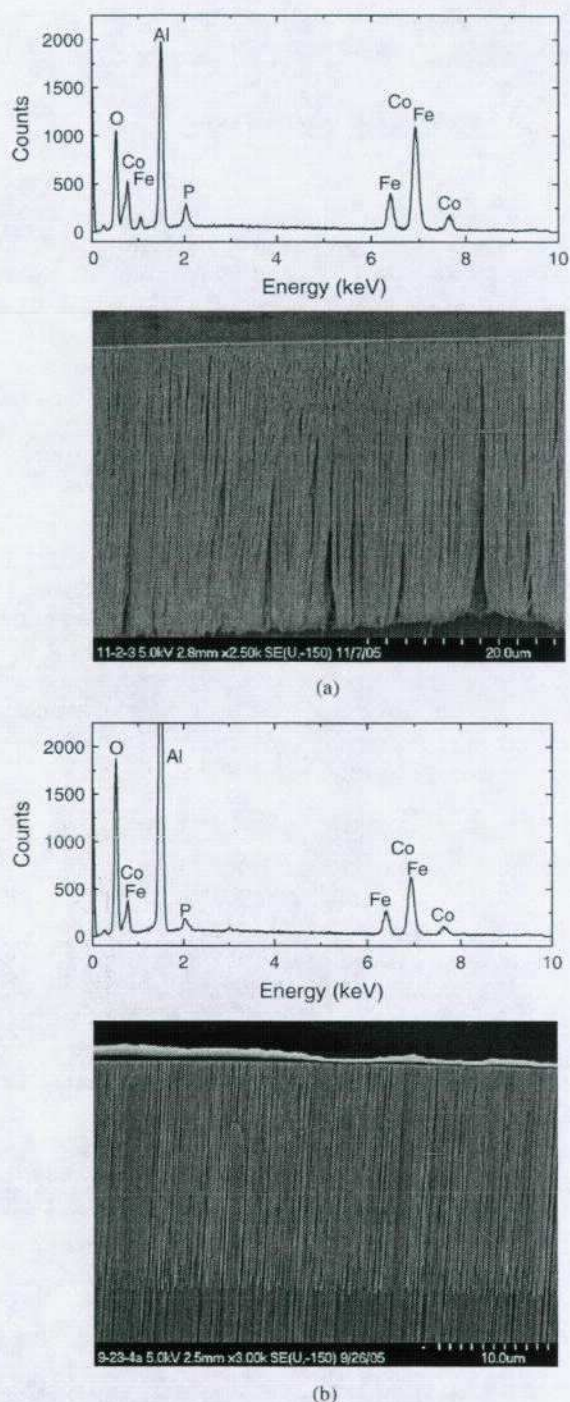 2000
Al
1500
Counts
O
1000
Co
Fe
Co
500
Fe
P
Fe
Co
0
0 2 4 6 8 10
Energy (keV)
11-2-3 5.0kV 2.8mm x2.50k SE(U,-150) 11/7/05 20.0um
(a)
2000
O
Al
1500
Counts
1000
Co
Co
Fe
500
Fe
P
Fe
Co
0
0 2 4 6 8 10
Energy (keV)
9-23-4a 5.0kV 2.5mm x3.00k SE(U,-150) 9/26/05 10.0um
(b)